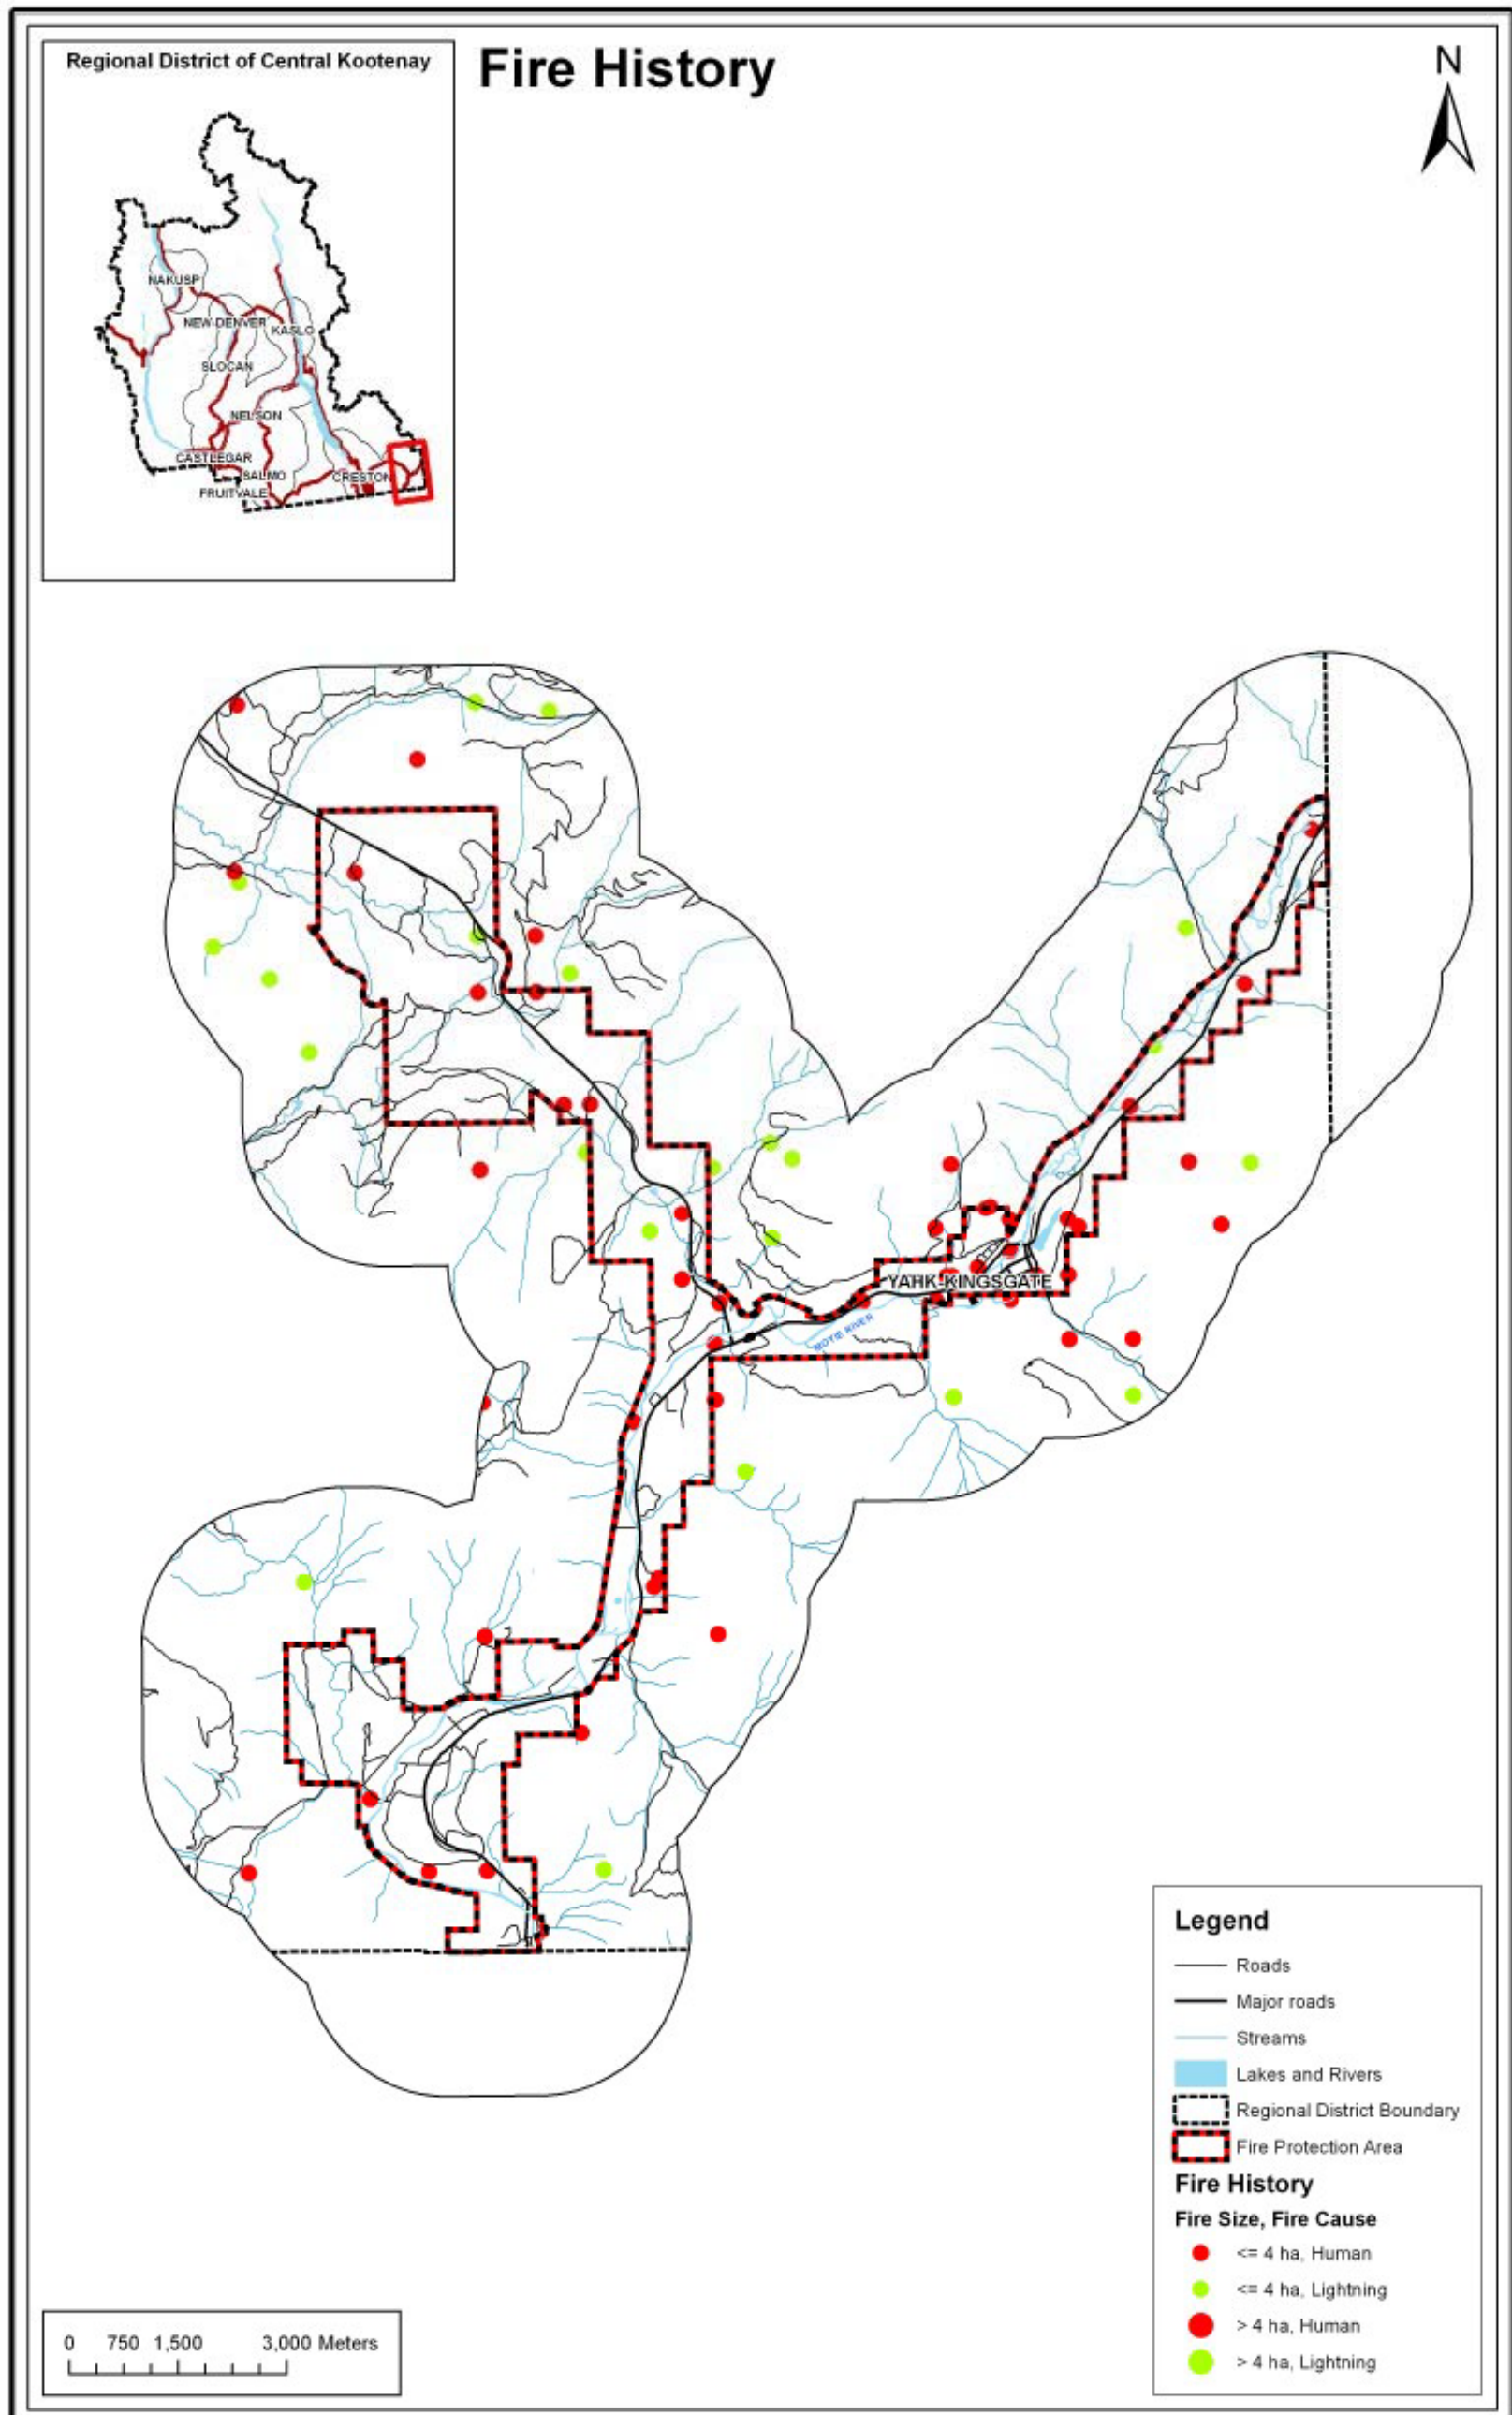 Regional District of Central Kootenay
Fire History
N
NAKUSP
NEW DENVER
KASLO
SLOCAN
NELSON
CASTLEGAR
SALMO
CRESTON
FRUITVALE
YAHK-KINGSGATE
MOYIE RIVER
Legend
Roads
Major roads
Streams
Lakes and Rivers
Regional District Boundary
Fire Protection Area
Fire History
Fire Size, Fire Cause
<= 4 ha, Human
<= 4 ha, Lightning
> 4 ha, Human
> 4 ha, Lightning
0 750 1,500 3,000 Meters